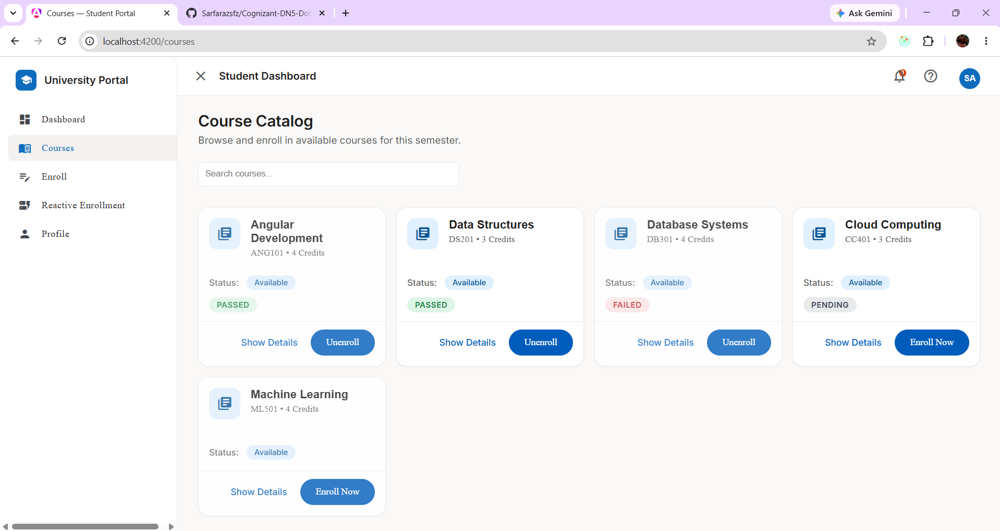 Courses — Student Portal
Sarfarazsfz/Cognizant-DN5-Dot
Ask Gemini
localhost:4200/courses
University Portal
Dashboard
Courses
Enroll
Reactive Enrollment
Profile
Student Dashboard
3
SA
Course Catalog
Browse and enroll in available courses for this semester.
Search courses...
Angular
Development
ANG101 • 4 Credits
Status: Available
PASSED
Show Details
Unenroll
Data Structures
DS201 • 3 Credits
Status: Available
PASSED
Show Details
Unenroll
Database Systems
DB301 • 4 Credits
Status: Available
FAILED
Show Details
Unenroll
Cloud Computing
CC401 • 3 Credits
Status: Available
PENDING
Show Details
Enroll Now
Machine Learning
ML501 • 4 Credits
Status: Available
Show Details
Enroll Now